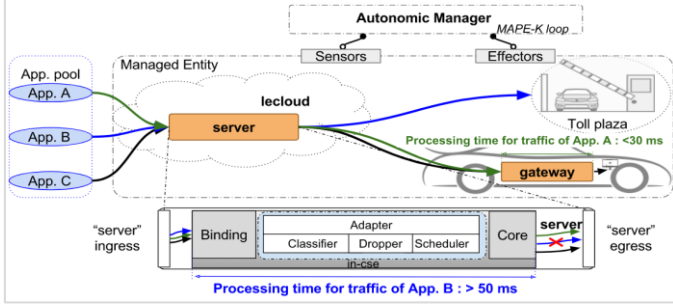 Autonomic Manager
MAPE-K loop
Sensors
Effectors
App. pool
Managed Entity
App. A
App. B
App. C
lecloud
server
Toll plaza
Processing time for traffic of App. A : <30 ms
gateway
"server"
ingress
Binding
Adapter
Classifier
Dropper
Scheduler
Core
server
"server"
egress
in-cse
Processing time for traffic of App. B : > 50 ms